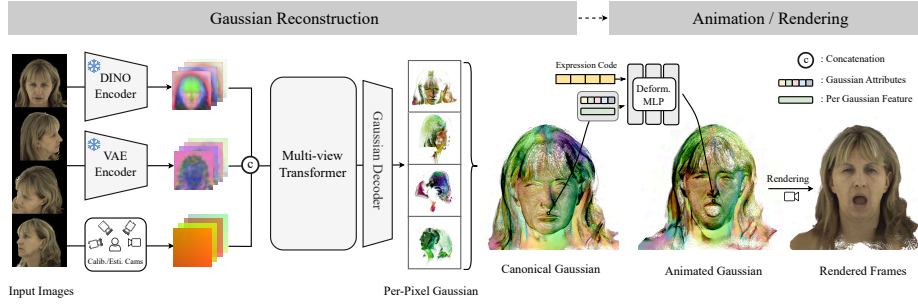 Gaussian Reconstruction
Animation / Rendering
DINO
Encoder
VAE
Encoder
Calib./Esti. Cams
Input Images
c
Multi-view
Transformer
Gaussian Decoder
Per-Pixel Gaussian
Expression Code
Deform.
MLP
c : Concatenation
: Gaussian Attributes
: Per Gaussian Feature
Rendering
Canonical Gaussian
Animated Gaussian
Rendered Frames